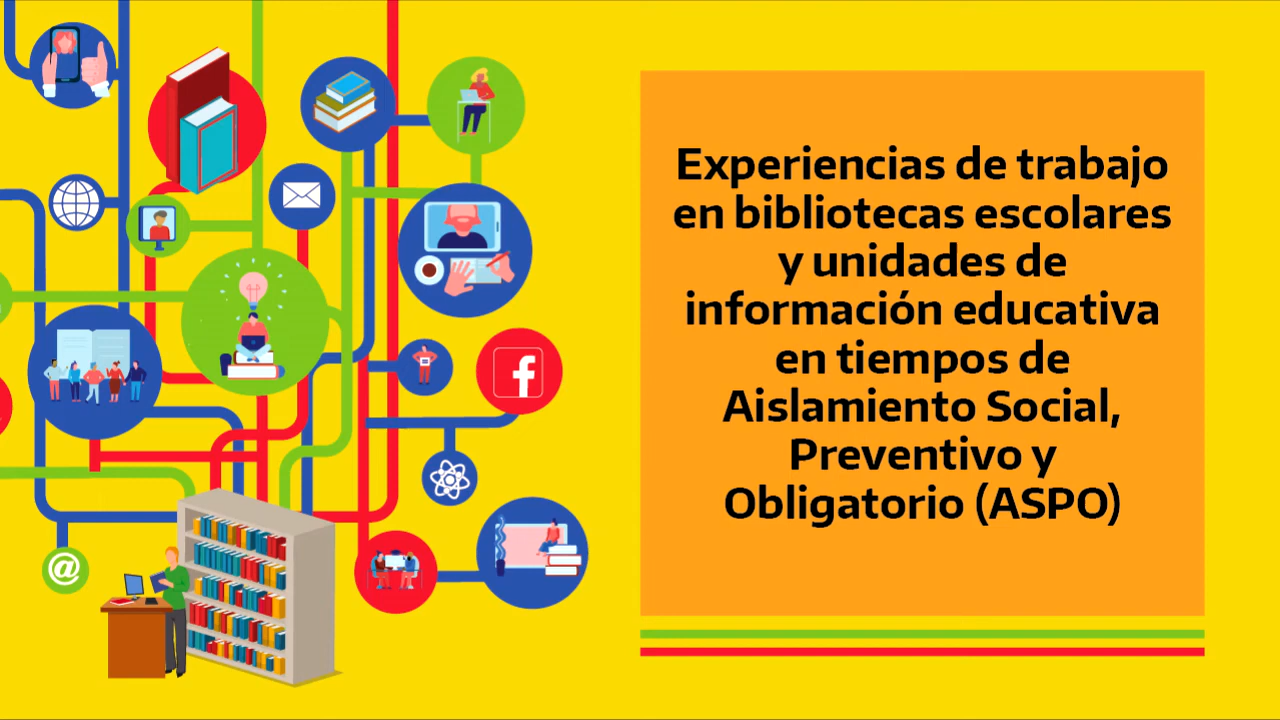 Experiencias de trabajo
en bibliotecas escolares
y unidades de
información educativa
en tiempos de
Aislamiento Social,
Preventivo y
Obligatorio (ASPO)
@
f